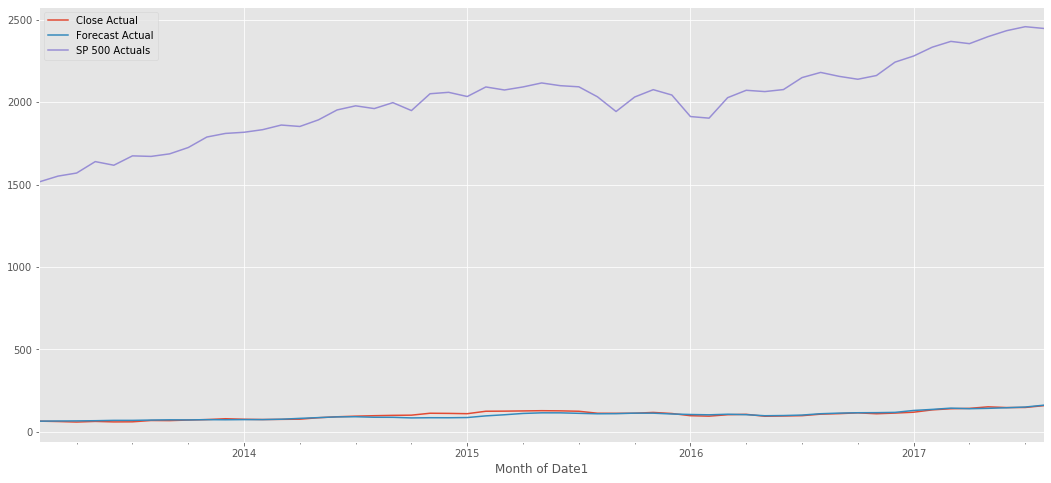 Close Actual
Forecast Actual
SP 500 Actuals
2500
2000
1500
1000
500
0
2014 2015 2016 2017
Month of Date1